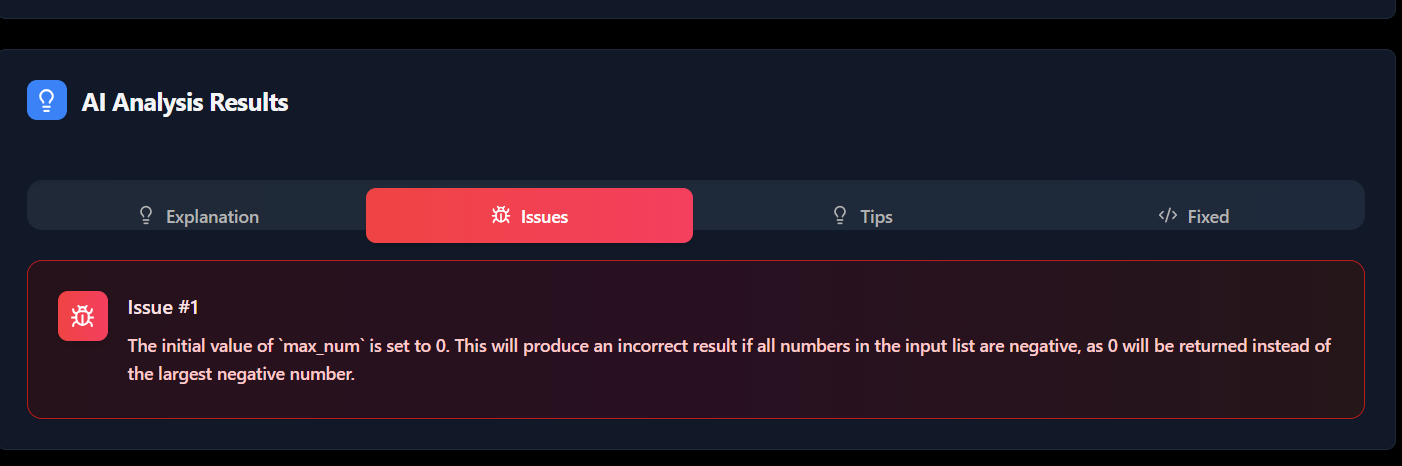 AI Analysis Results
Explanation
Issues
Tips
Fixed
Issue #1
The initial value of `max_num` is set to 0. This will produce an incorrect result if all numbers in the input list are negative, as 0 will be returned instead of
the largest negative number.